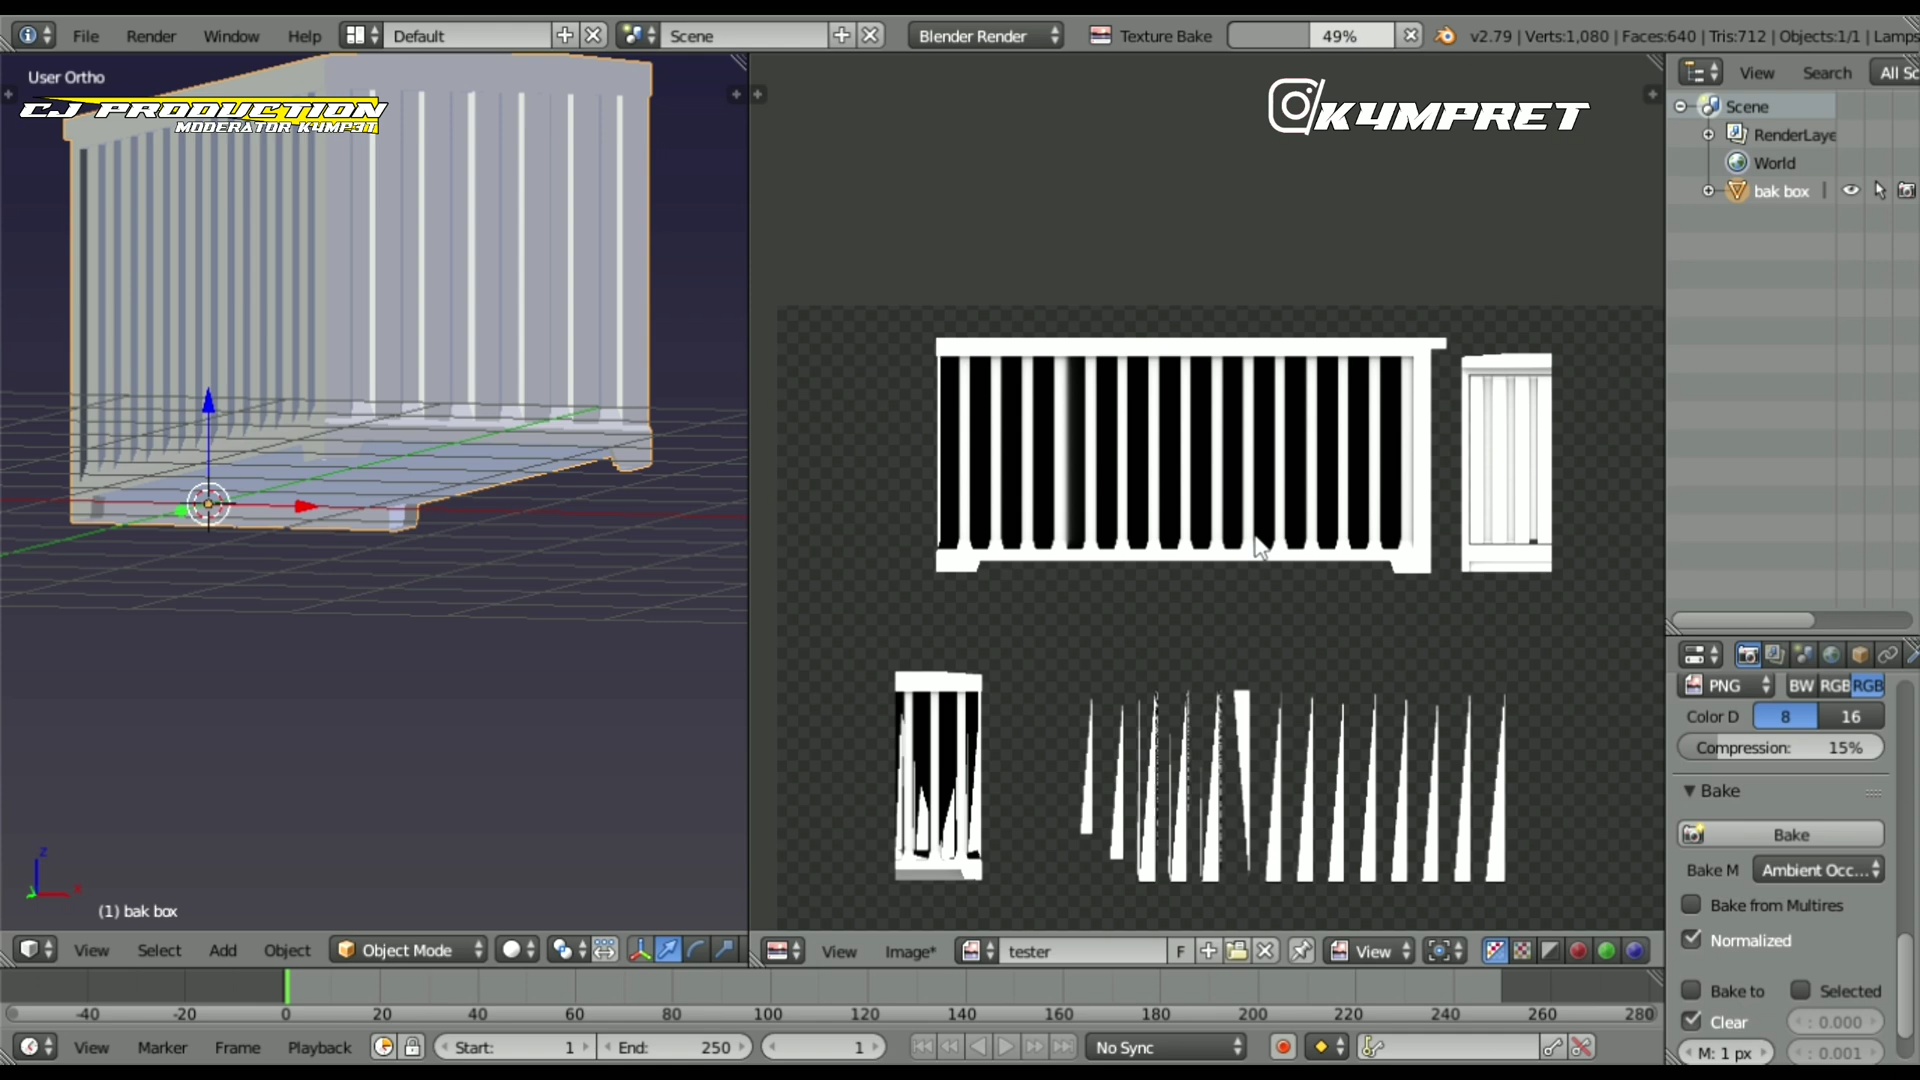 File Render Window Help Default Scene Blender Render Texture Bake 49% v2.79 | Verts:1,080 | Faces:640 | Tris:712 | Objects:1/1 | Lamps
User Ortho
CJ PRODUCTION
MODERATOR K4MP3T
K4MPRET
View Search All Sc
Scene
RenderLaye
World
bak box
PNG BW RGB RGB
Color D 8 16
Compression: 15%
Bake
Bake
Bake M Ambient Occ...
Bake from Multires
Normalized
Bake to Selected
Clear : 0.000
M: 1 px : 0.001
z
x
(1) bak box
View Select Add Object Object Mode
View Image* tester F View
-40 -20 0 20 40 60 80 100 120 140 160 180 200 220 240 260 280
View Marker Frame Playback Start: 1 End: 250 1 No Sync